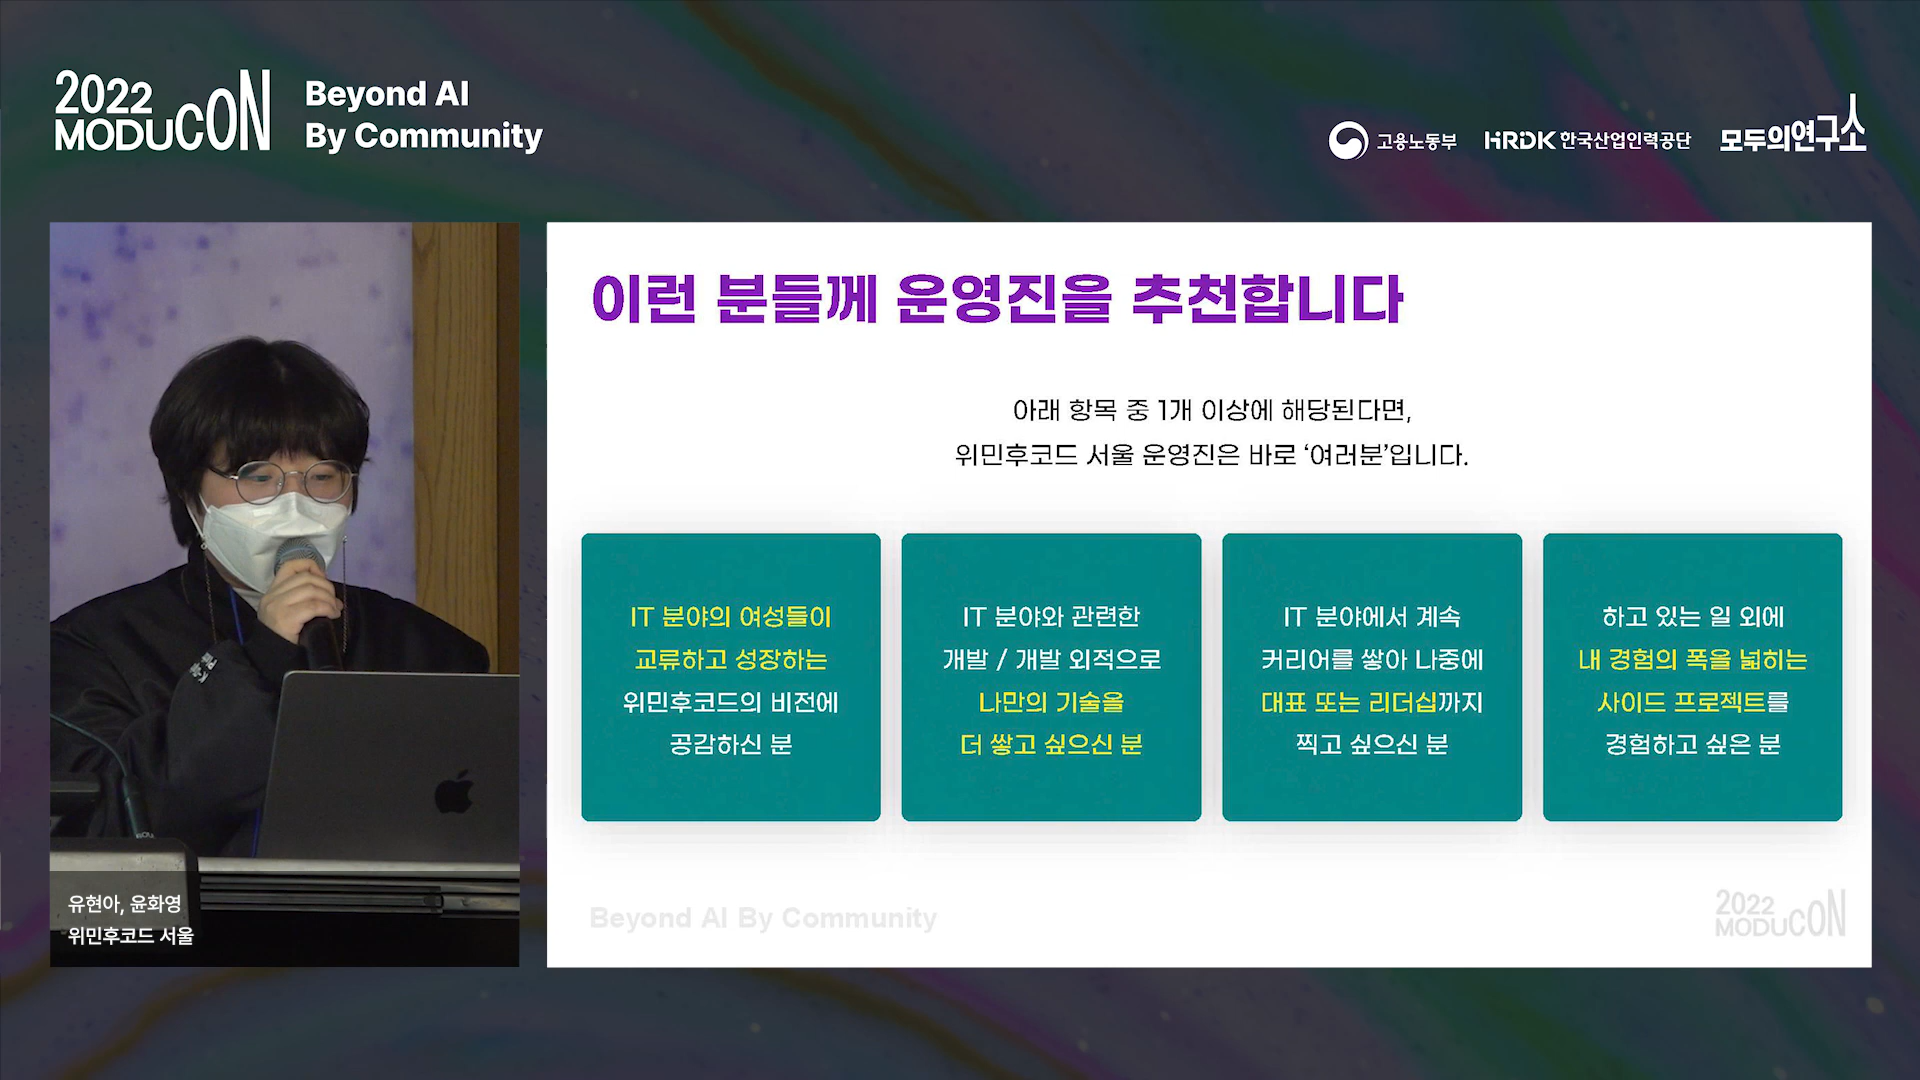 2022
MODUCON
Beyond AI
By Community
고용노동부
HRDK 한국산업인력공단
모두의연구소
이런 분들께 운영진을 추천합니다
아래 항목 중 1개 이상에 해당된다면,
위민후코드 서울 운영진은 바로 ‘여러분’입니다.
IT 분야의 여성들이
교류하고 성장하는
위민후코드의 비전에
공감하신 분
IT 분야와 관련한
개발 / 개발 외적으로
나만의 기술을
더 쌓고 싶으신 분
IT 분야에서 계속
커리어를 쌓아 나중에
대표 또는 리더십까지
찍고 싶으신 분
하고 있는 일 외에
내 경험의 폭을 넓히는
사이드 프로젝트를
경험하고 싶은 분
Beyond AI By Community
2022
MODUCON
유현아, 윤화영
위민후코드 서울